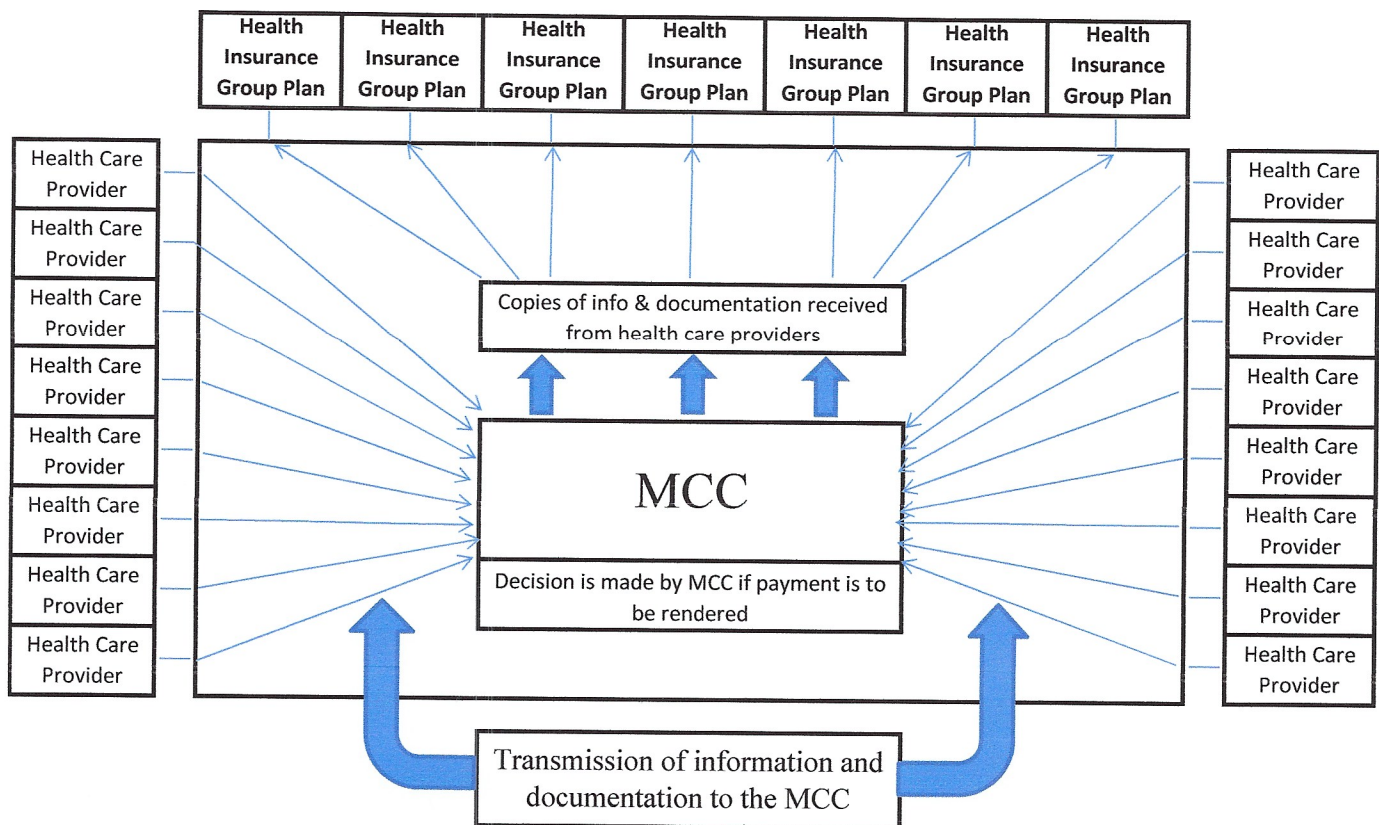 Health
Insurance
Group Plan
Health
Insurance
Group Plan
Health
Insurance
Group Plan
Health
Insurance
Group Plan
Health
Insurance
Group Plan
Health
Insurance
Group Plan
Health
Insurance
Group Plan
Health Care
Provider
Health Care
Provider
Health Care
Provider
Health Care
Provider
Health Care
Provider
Health Care
Provider
Health Care
Provider
Health Care
Provider
Copies of info & documentation received
from health care providers
MCC
Decision is made by MCC if payment is to
be rendered
Transmission of information and
documentation to the MCC
Health Care
Provider
Health Care
Provider
Health Care
Provider
Health Care
Provider
Health Care
Provider
Health Care
Provider
Health Care
Provider
Health Care
Provider